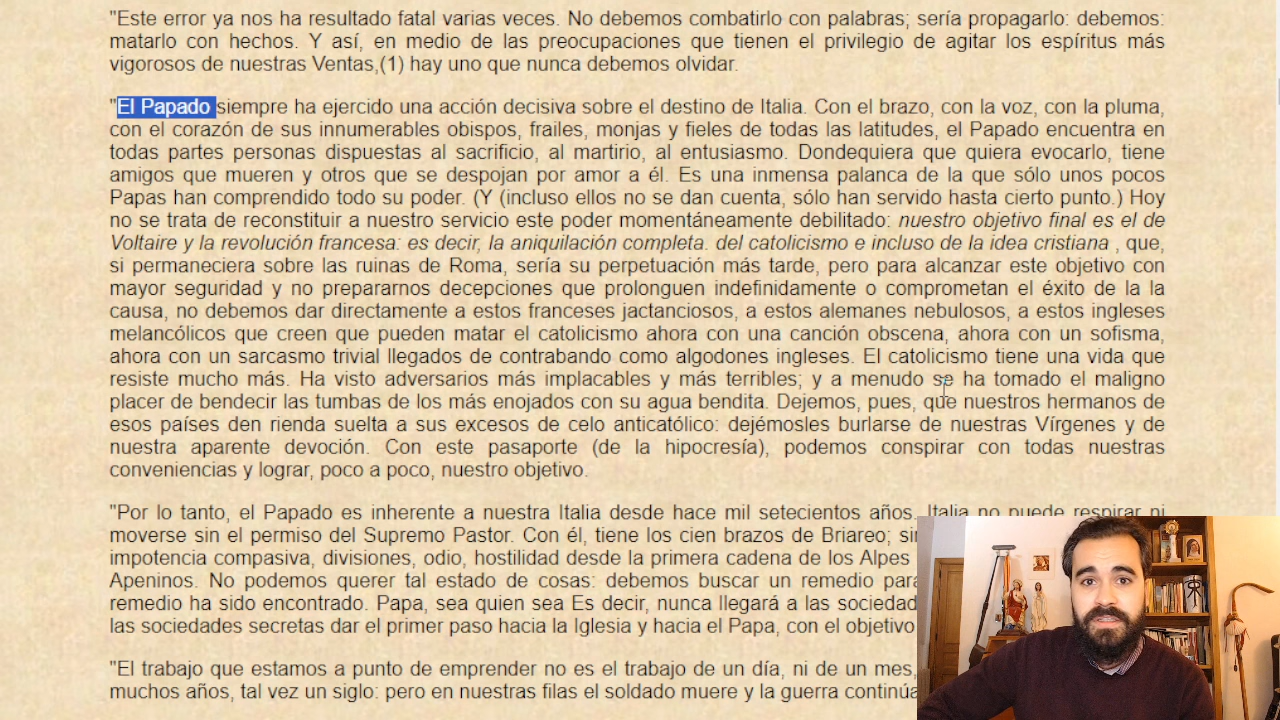 "Este error ya nos ha resultado fatal varias veces. No debemos combatirlo con palabras; sería propagarlo: debemos:
matarlo con hechos. Y así, en medio de las preocupaciones que tienen el privilegio de agitar los espíritus más
vigorosos de nuestras Ventas,(1) hay uno que nunca debemos olvidar.
"El Papado siempre ha ejercido una acción decisiva sobre el destino de Italia. Con el brazo, con la voz, con la pluma,
con el corazón de sus innumerables obispos, frailes, monjas y fieles de todas las latitudes, el Papado encuentra en
todas partes personas dispuestas al sacrificio, al martirio, al entusiasmo. Dondequiera que quiera evocarlo, tiene
amigos que mueren y otros que se despojan por amor a él. Es una inmensa palanca de la que sólo unos pocos
Papas han comprendido todo su poder. (Y (incluso ellos no se dan cuenta, sólo han servido hasta cierto punto.) Hoy
no se trata de reconstituir a nuestro servicio este poder momentáneamente debilitado: nuestro objetivo final es el de
Voltaire y la revolución francesa: es decir, la aniquilación completa. del catolicismo e incluso de la idea cristiana , que,
si permaneciera sobre las ruinas de Roma, sería su perpetuación más tarde, pero para alcanzar este objetivo con
mayor seguridad y no prepararnos decepciones que prolonguen indefinidamente o comprometan el éxito de la la
causa, no debemos dar directamente a estos franceses jactanciosos, a estos alemanes nebulosos, a estos ingleses
melancólicos que creen que pueden matar el catolicismo ahora con una canción obscena, ahora con un sofisma,
ahora con un sarcasmo trivial llegados de contrabando como algodones ingleses. El catolicismo tiene una vida que
resiste mucho más. Ha visto adversarios más implacables y más terribles; y a menudo se ha tomado el maligno
placer de bendecir las tumbas de los más enojados con su agua bendita. Dejemos, pues, que nuestros hermanos de
esos países den rienda suelta a sus excesos de celo anticatólico: dejémosles burlarse de nuestras Vírgenes y de
nuestra aparente devoción. Con este pasaporte (de la hipocresía), podemos conspirar con todas nuestras
conveniencias y lograr, poco a poco, nuestro objetivo.
"Por lo tanto, el Papado es inherente a nuestra Italia desde hace mil setecientos años. Italia no puede respirar ni
moverse sin el permiso del Supremo Pastor. Con él, tiene los cien brazos de Briareo;
impotencia compasiva, divisiones, odio, hostilidad desde la primera cadena de los Alpes
Apeninos. No podemos querer tal estado de cosas: debemos buscar un remedio para
remedio ha sido encontrado. Papa, sea quien sea Es decir, nunca llegará a las sociedad
las sociedades secretas dar el primer paso hacia la Iglesia y hacia el Papa, con el objetivo
"El trabajo que estamos a punto de emprender no es el trabajo de un día, ni de un mes,
muchos años, tal vez un siglo: pero en nuestras filas el soldado muere y la guerra continúa